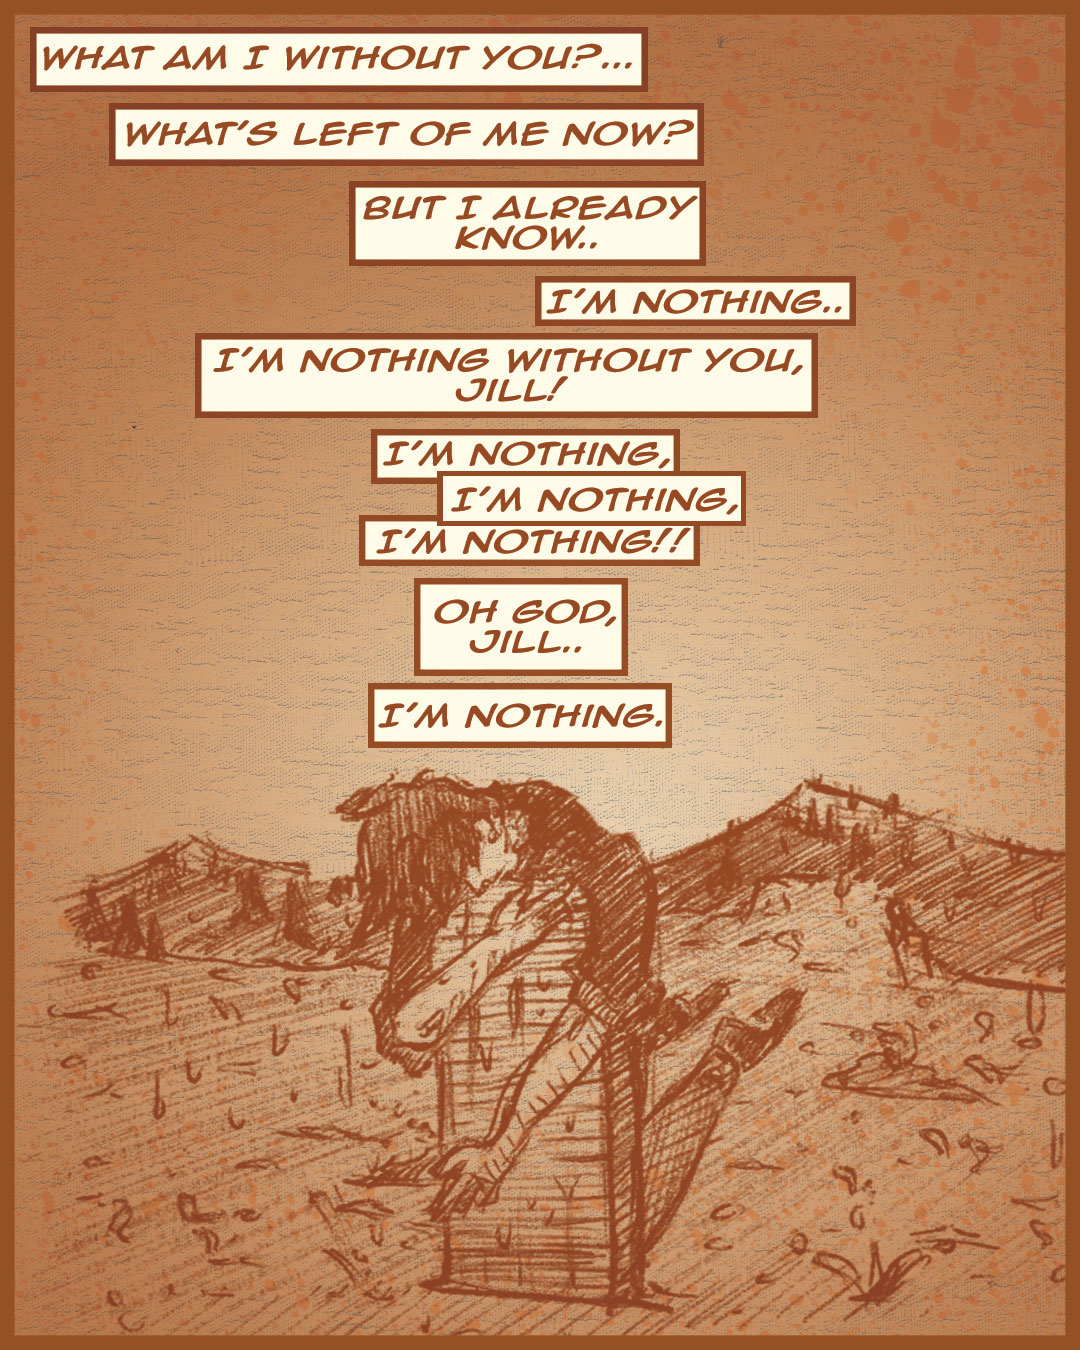 WHAT AM I WITHOUT YOU?...
WHAT'S LEFT OF ME NOW?
BUT I ALREADY
KNOW..
I'M NOTHING..
I'M NOTHING WITHOUT YOU,
JILL!
I'M NOTHING,
I'M NOTHING,
I'M NOTHING!!
OH GOD,
JILL..
I'M NOTHING.